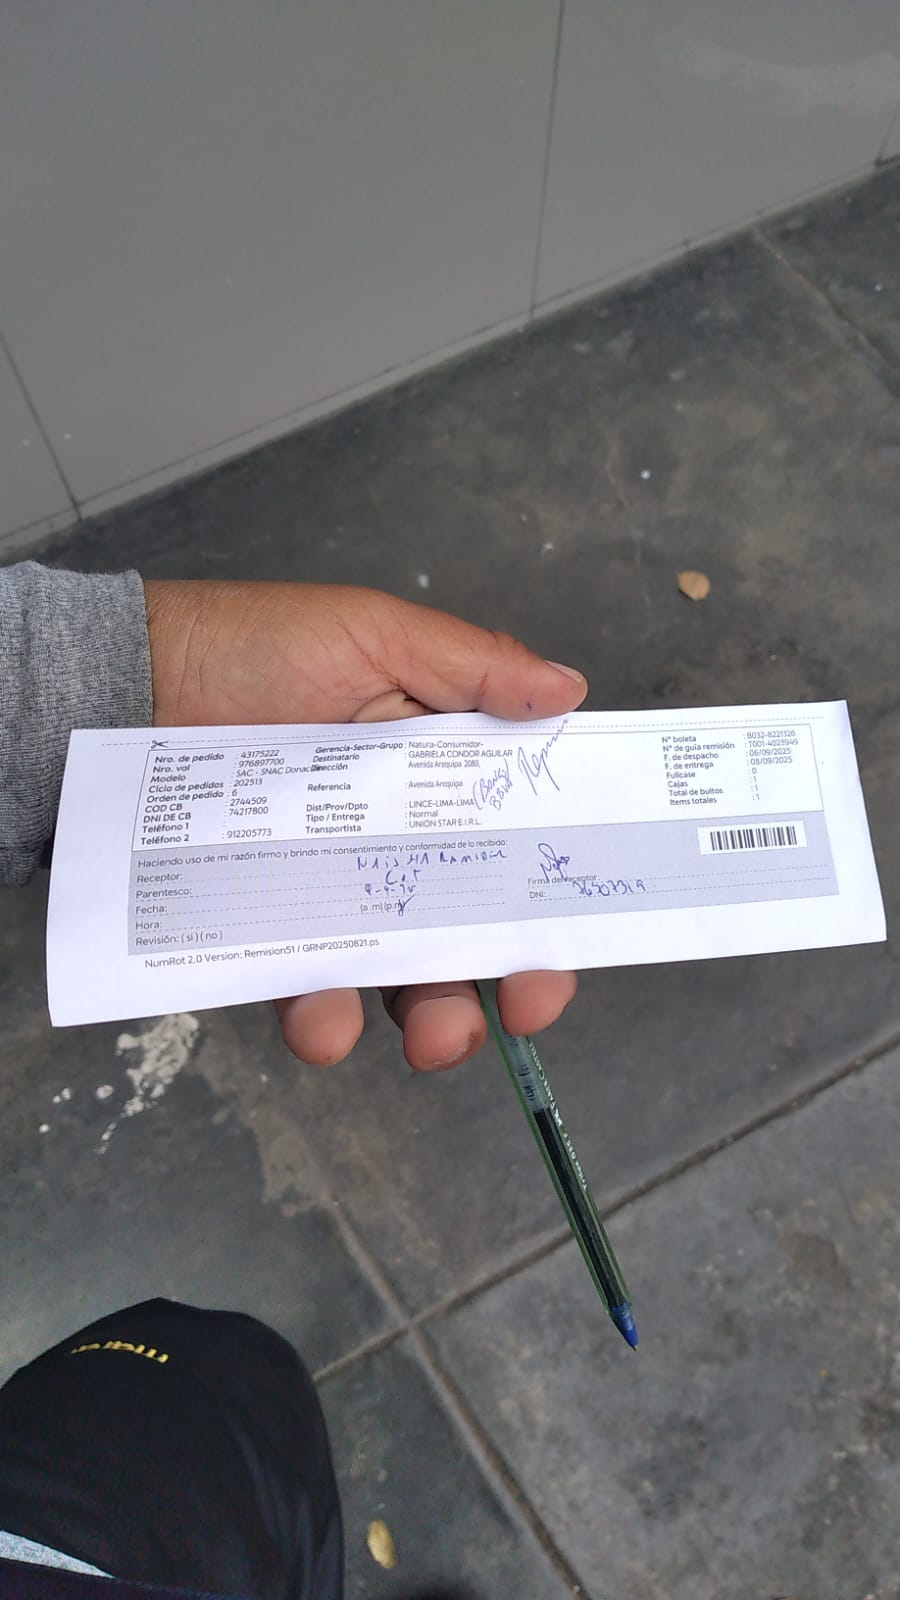 Nro. de pedido : 43175222
Nro. vol : 976897700
Modelo : SAC - SNAC Donac
Ciclo de pedidos : 202513
Orden de pedido : 6
COD CB : 2744509
DNI DE CB : 74217800
Teléfono 1 :
Teléfono 2 : 912205773
Gerencia-Sector-Grupo : Natura-Consumidor-
Destinatario : GABRIELA CONDOR AGUILAR
Dirección Avenida Arequipa 2080,
Referencia : Avenida Arequipa
Dist/Prov/Dpto : LINCE-LIMA-LIMA
Tipo / Entrega : Normal
Transportista : UNION STAR E.I.R.L.
N° boleta : B032-8221326
N° de guía remisión : T001-4023949
F. de despacho : 06/09/2025
F. de entrega : 08/09/2025
Fullcase : 0
Cajas : 1
Total de bultos : 1
Items totales : 1
Haciendo uso de mi razón firmo y brindo mi consentimiento y conformidad de lo recibido:
Receptor:
Parentesco:
Fecha:
Hora: (a.m) (p.m)
Revisión: ( si ) ( no )
Firma del receptor:
DNI:
NumRot 2.0 Version: Remision51 / GRNP20250821.ps